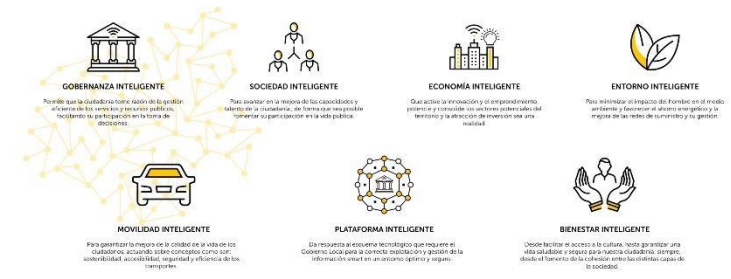 GOBERNANZA INTELIGENTE
Permite que la ciudadanía tome razón de la gestión
eficiente de los servicios y recursos públicos,
facilitando su participación en la toma de
decisiones.
SOCIEDAD INTELIGENTE
Para avanzar en la mejora de las capacidades y
talento de la ciudadanía, de forma que sea posible
fomentar su participación en la vida pública.
ECONOMÍA INTELIGENTE
Que active la innovación y el emprendimiento,
potencie y consolide los sectores potenciales del
territorio y la atracción de inversión sea una
realidad.
ENTORNO INTELIGENTE
Para minimizar el impacto del hombre en el medio
ambiente y favorecer el ahorro energético y la
mejora de las redes de suministro y su gestión.
MOVILIDAD INTELIGENTE
Para garantizar la mejora de la calidad de la vida de los
ciudadanos, actuando sobre conceptos como son:
sostenibilidad, accesibilidad, seguridad y eficiencia de los
transportes.
PLATAFORMA INTELIGENTE
Da respuesta al esquema tecnológico que requiere el
Gobierno Local para la correcta explotación y gestión de la
información smart en un entorno óptimo y seguro.
BIENESTAR INTELIGENTE
Desde facilitar el acceso a la cultura, hasta garantizar una
vida saludable y segura para nuestra ciudadanía, siempre,
desde el fomento de la cohesión entre las distintas capas de
la sociedad.